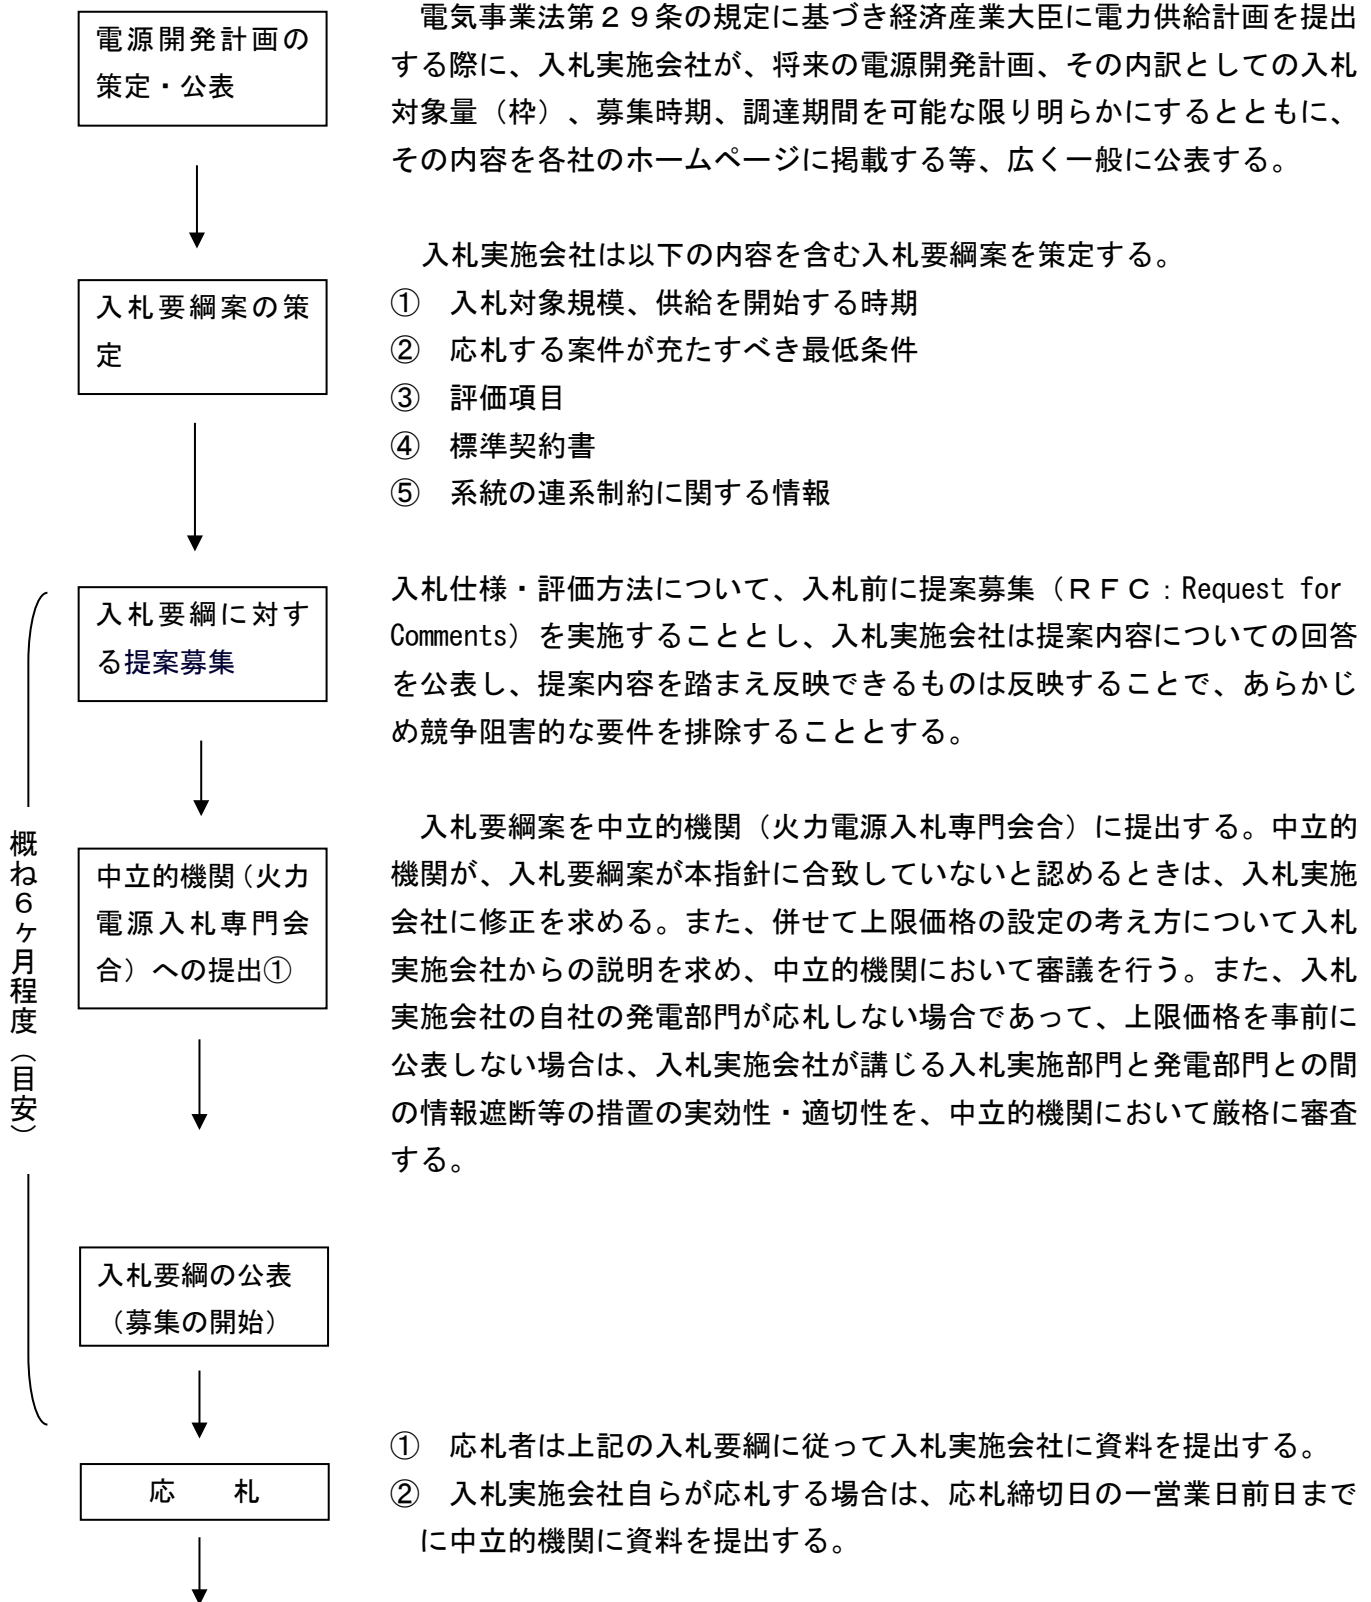 電源開発計画の
策定・公表
電気事業法第２９条の規定に基づき経済産業大臣に電力供給計画を提出
する際に、入札実施会社が、将来の電源開発計画、その内訳としての入札
対象量（枠）、募集時期、調達期間を可能な限り明らかにするとともに、
その内容を各社のホームページに掲載する等、広く一般に公表する。
入札要綱案の策
定
入札実施会社は以下の内容を含む入札要綱案を策定する。
①　入札対象規模、供給を開始する時期
②　応札する案件が充たすべき最低条件
③　評価項目
④　標準契約書
⑤　系統の連系制約に関する情報
概ね６ヶ月程度（目安）
入札要綱に対す
る提案募集
入札仕様・評価方法について、入札前に提案募集（ＲＦＣ：Request for
Comments）を実施することとし、入札実施会社は提案内容についての回答
を公表し、提案内容を踏まえ反映できるものは反映することで、あらかじ
め競争阻害的な要件を排除することとする。
中立的機関（火力
電源入札専門会
合）への提出①
入札要綱案を中立的機関（火力電源入札専門会合）に提出する。中立的
機関が、入札要綱案が本指針に合致していないと認めるときは、入札実施
会社に修正を求める。また、併せて上限価格の設定の考え方について入札
実施会社からの説明を求め、中立的機関において審議を行う。また、入札
実施会社の自社の発電部門が応札しない場合であって、上限価格を事前に
公表しない場合は、入札実施会社が講じる入札実施部門と発電部門との間
の情報遮断等の措置の実効性・適切性を、中立的機関において厳格に審査
する。
入札要綱の公表
（募集の開始）
応　　札
①　応札者は上記の入札要綱に従って入札実施会社に資料を提出する。
②　入札実施会社自らが応札する場合は、応札締切日の一営業日前日まで
に中立的機関に資料を提出する。